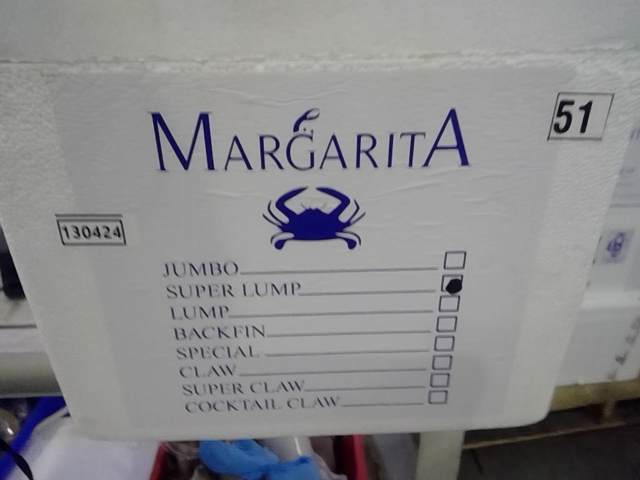 MARGARITA
51
130424
JUMBO
SUPER LUMP
LUMP
BACKFIN
SPECIAL
CLAW
SUPER CLAW
COCKTAIL CLAW